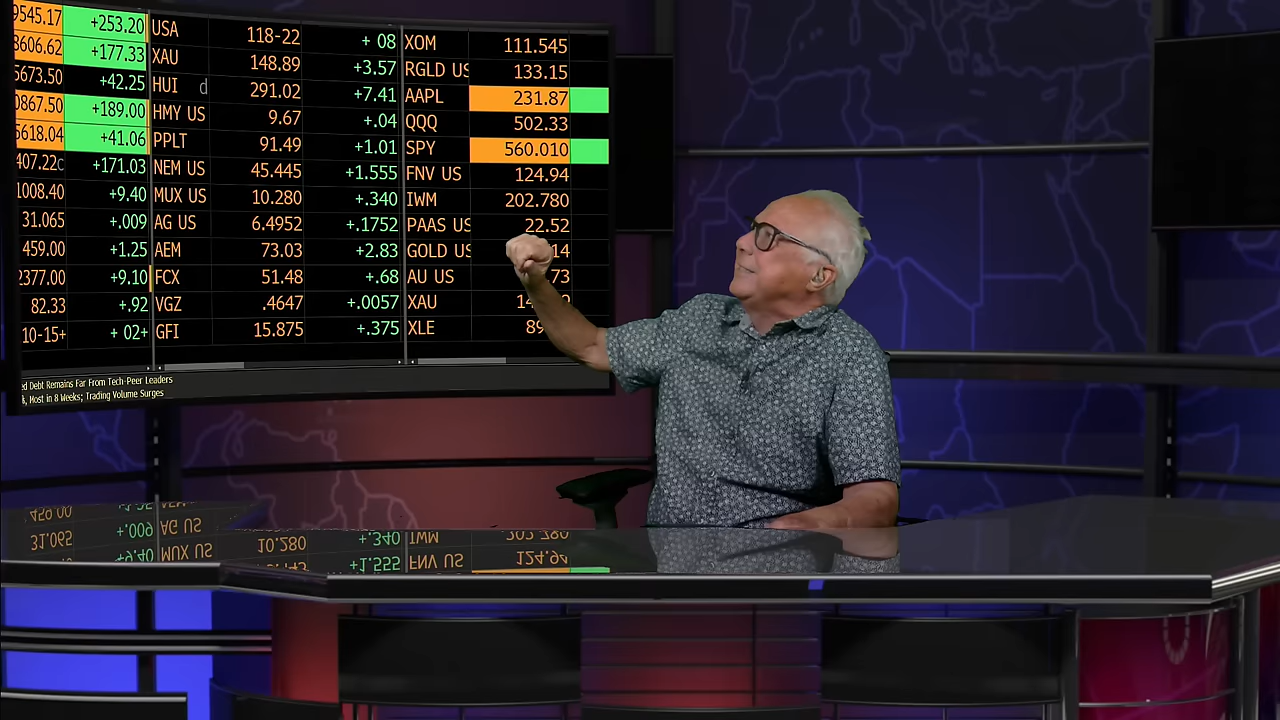 9545.17 +253.20 USA 118-22 + 08 XOM 111.545
8606.62 +177.33 XAU 148.89 +3.57 RGLD US 133.15
5673.50 +42.25 HUI d 291.02 +7.41 AAPL 231.87
0867.50 +189.00 HMY US 9.67 +.04 QQQ 502.33
5618.04 +41.06 PPLT 91.49 +1.01 SPY 560.010
407.22c +171.03 NEM US 45.445 +1.555 FNV US 124.94
1008.40 +9.40 MUX US 10.280 +.340 IWM 202.780
31.065 +.009 AG US 6.4952 +.1752 PAAS US 22.52
459.00 +1.25 AEM 73.03 +2.83 GOLD US 14
2377.00 +9.10 FCX 51.48 +.68 AU US 73
82.33 +.92 VGZ .4647 +.0057 XAU
10-15+ + 02+ GFI 15.875 +.375 XLE 89
ed Debt Remains Far From Tech-Peer Leaders
, Most in 8 Weeks; Trading Volume Surges